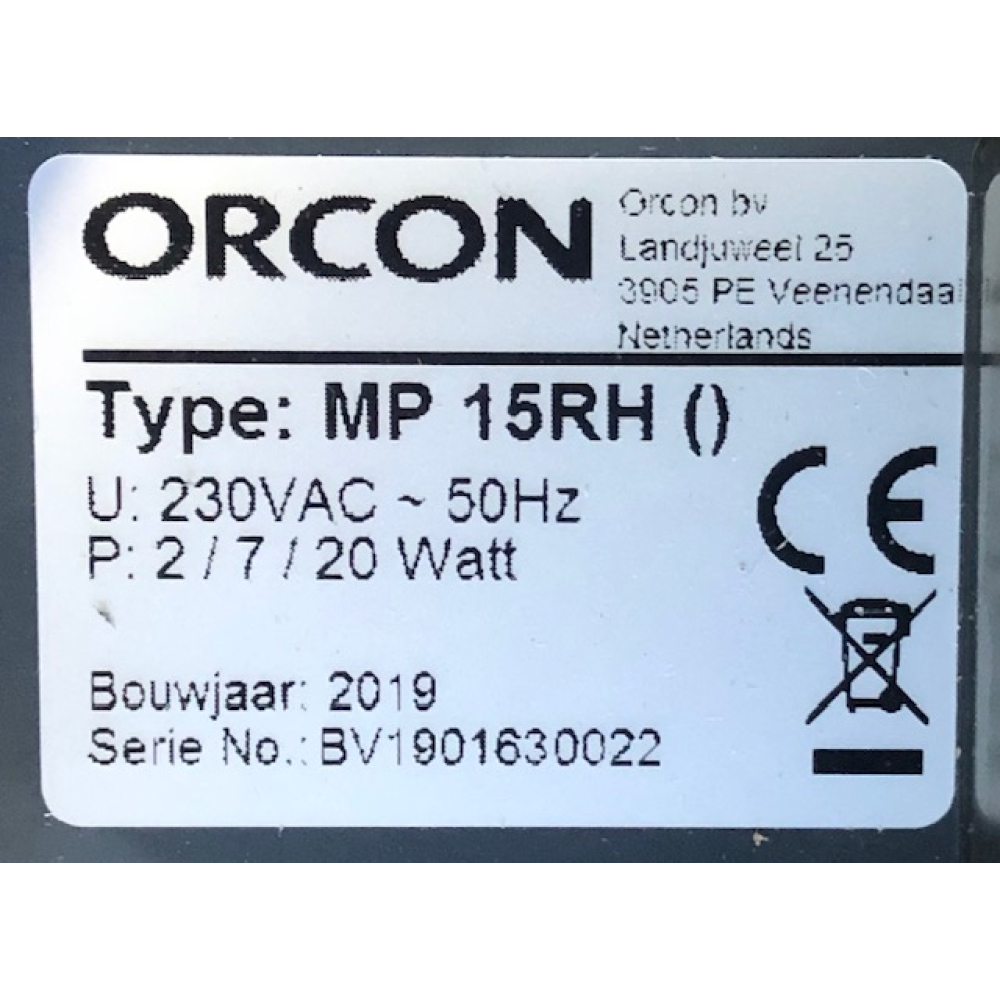 ORCON
Orcon bv
Landjuweel 25
3905 PE Veenendaal
Netherlands
Type: MP 15RH ()
U: 230VAC ~ 50Hz
P: 2 / 7 / 20 Watt
CE
Bouwjaar: 2019
Serie No.: BV1901630022